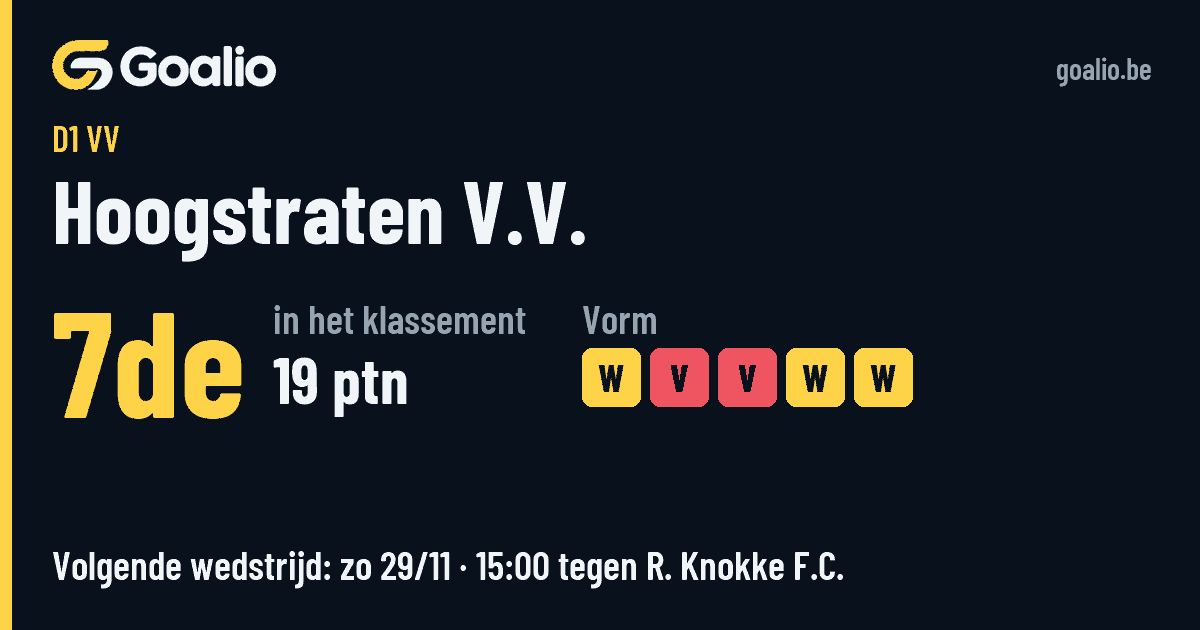 Goalio
goalio.be
D1 VV
Hoogstraten V.V.
7de
in het klassement
19 ptn
Vorm
W V V W W
Volgende wedstrijd: zo 29/11 · 15:00 tegen R. Knokke F.C.